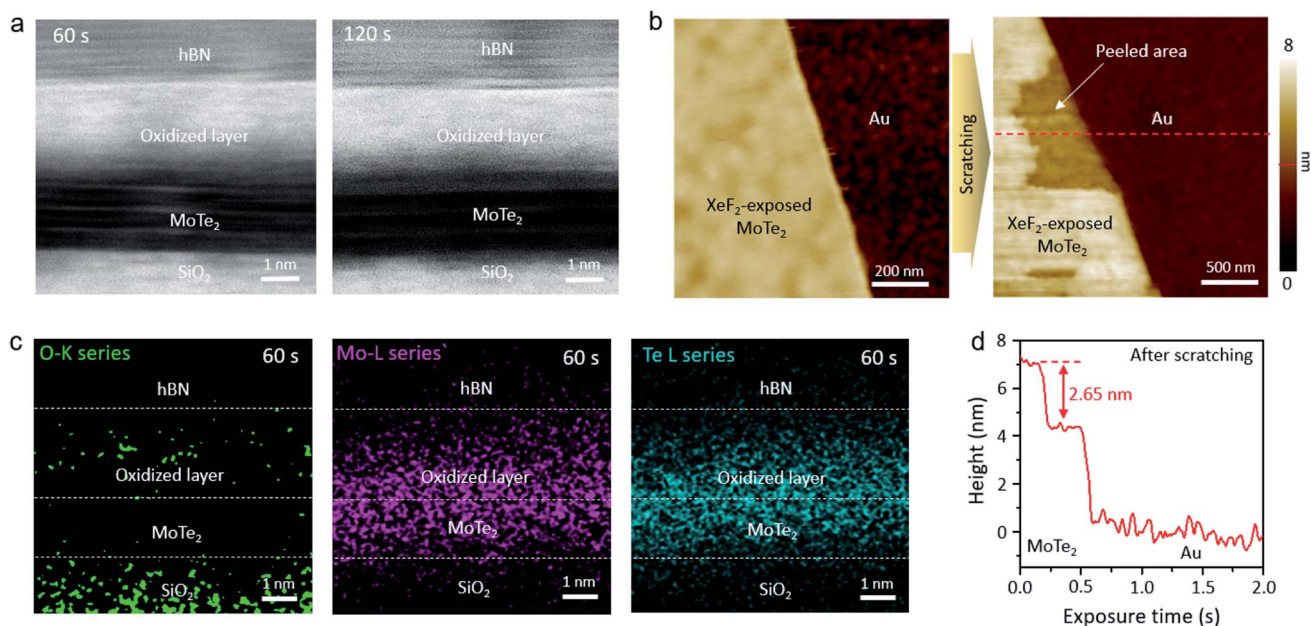 a
60 s
hBN
Oxidized layer
MoTe₂
SiO₂
1 nm
120 s
hBN
Oxidized layer
MoTe₂
SiO₂
1 nm
b
Au
XeF₂-exposed
MoTe₂
200 nm
Scratching
Peeled area
Au
XeF₂-exposed
MoTe₂
500 nm
8
nm
0
c
O-K series
60 s
hBN
Oxidized layer
MoTe₂
SiO₂
1 nm
Mo-L series`
60 s
hBN
Oxidized layer
MoTe₂
SiO₂
1 nm
Te L series
60 s
hBN
Oxidized layer
MoTe₂
SiO₂
1 nm
d
After scratching
2.65 nm
Height (nm)
8
6
4
2
0
MoTe₂
Au
0.0 0.5 1.0 1.5 2.0
Exposure time (s)